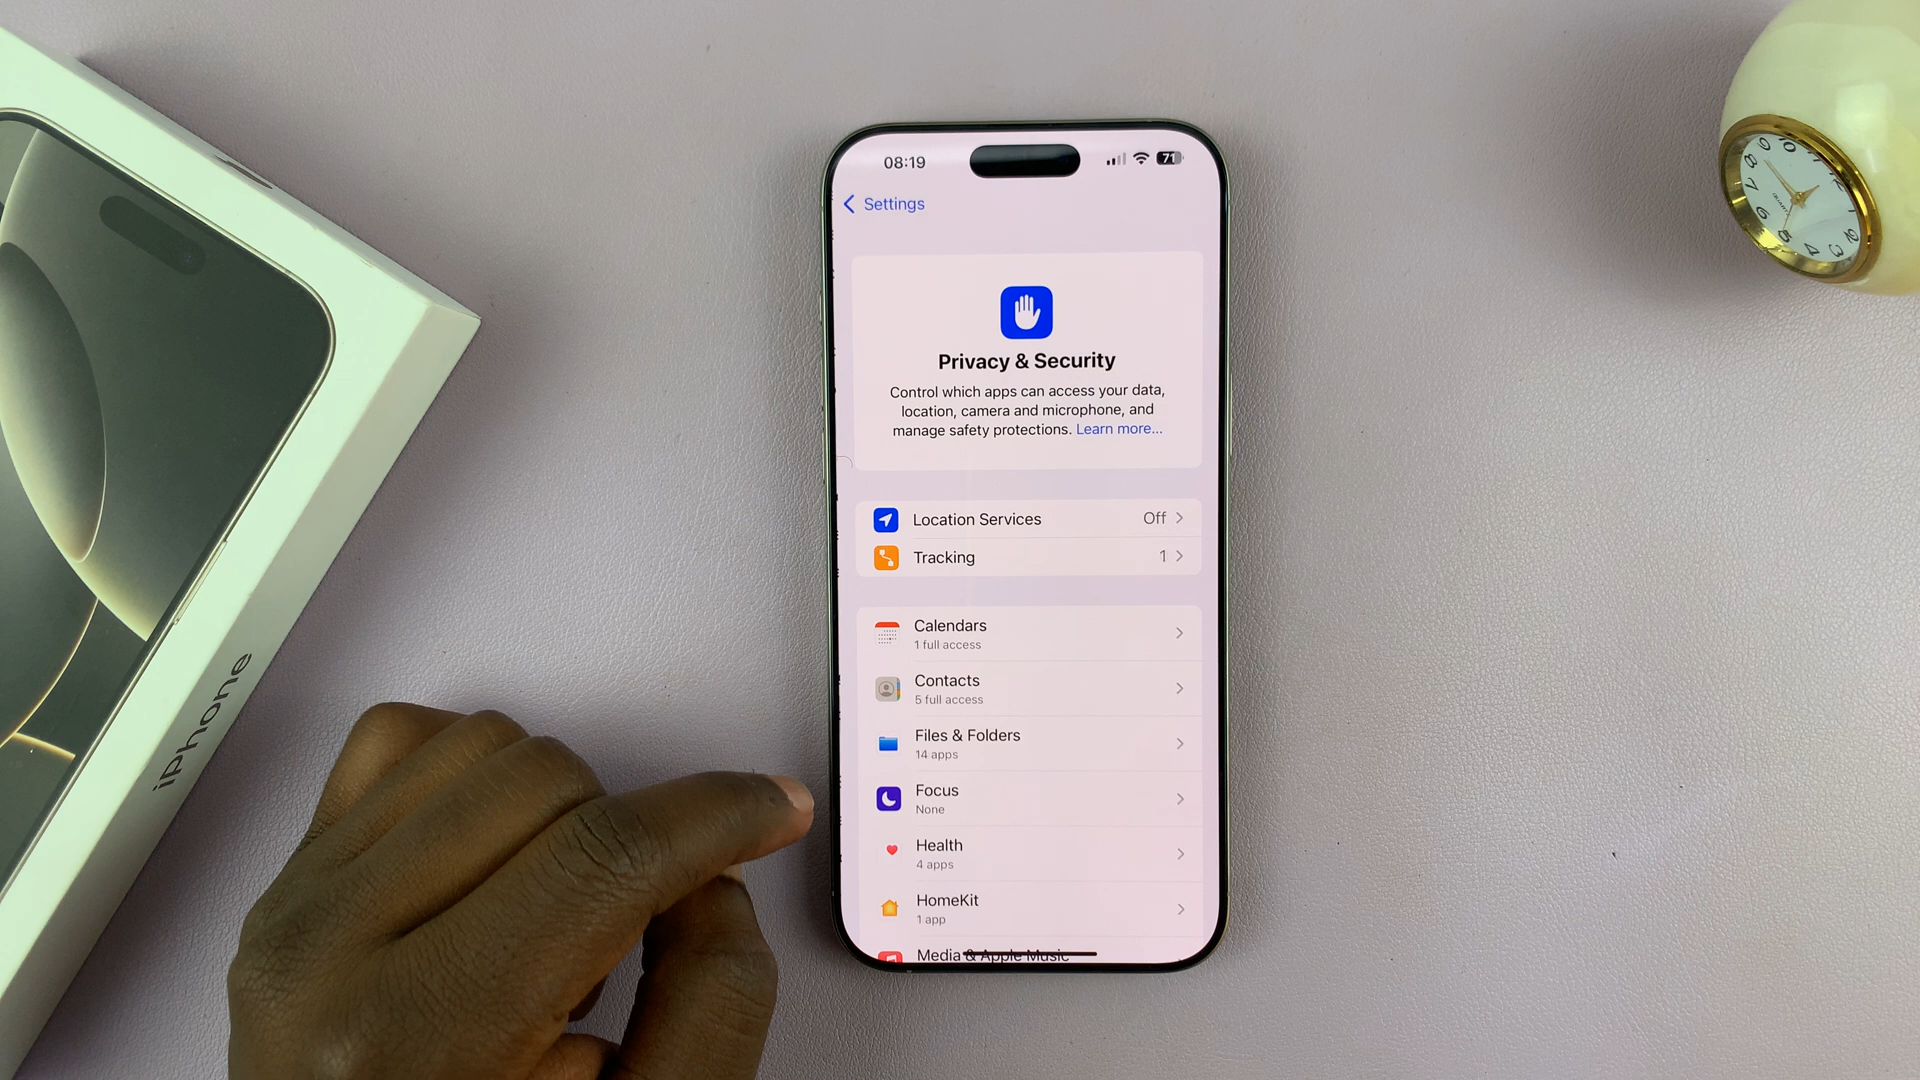 08:19
71
Settings
Privacy & Security
Control which apps can access your data,
location, camera and microphone, and
manage safety protections. Learn more...
Location Services Off
Tracking 1
Calendars
1 full access
Contacts
5 full access
Files & Folders
14 apps
Focus
None
Health
4 apps
HomeKit
1 app
Media & Apple Music
iPhone